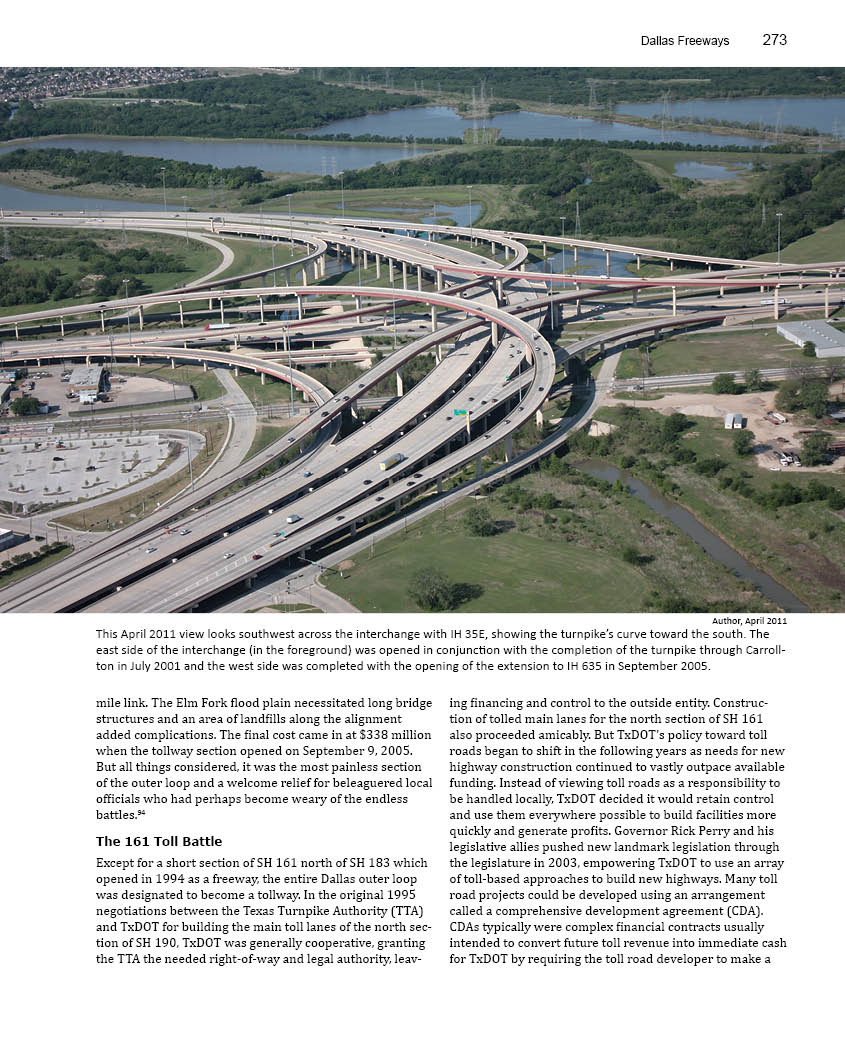 Dallas Freeways 273
Author, April 2011
This April 2011 view looks southwest across the interchange with IH 35E, showing the turnpike's curve toward the south. The
east side of the interchange (in the foreground) was opened in conjunction with the completion of the turnpike through Carroll-
ton in July 2001 and the west side was completed with the opening of the extension to IH 635 in September 2005.
mile link. The Elm Fork flood plain necessitated long bridge
structures and an area of landfills along the alignment
added complications. The final cost came in at $338 million
when the tollway section opened on September 9, 2005.
But all things considered, it was the most painless section
of the outer loop and a welcome relief for beleaguered local
officials who had perhaps become weary of the endless
battles.⁹⁴
The 161 Toll Battle
Except for a short section of SH 161 north of SH 183 which
opened in 1994 as a freeway, the entire Dallas outer loop
was designated to become a tollway. In the original 1995
negotiations between the Texas Turnpike Authority (TTA)
and TxDOT for building the main toll lanes of the north sec-
tion of SH 190, TxDOT was generally cooperative, granting
the TTA the needed right-of-way and legal authority, leav-
ing financing and control to the outside entity. Construc-
tion of tolled main lanes for the north section of SH 161
also proceeded amicably. But TxDOT's policy toward toll
roads began to shift in the following years as needs for new
highway construction continued to vastly outpace available
funding. Instead of viewing toll roads as a responsibility to
be handled locally, TxDOT decided it would retain control
and use them everywhere possible to build facilities more
quickly and generate profits. Governor Rick Perry and his
legislative allies pushed new landmark legislation through
the legislature in 2003, empowering TxDOT to use an array
of toll-based approaches to build new highways. Many toll
road projects could be developed using an arrangement
called a comprehensive development agreement (CDA).
CDAs typically were complex financial contracts usually
intended to convert future toll revenue into immediate cash
for TxDOT by requiring the toll road developer to make a